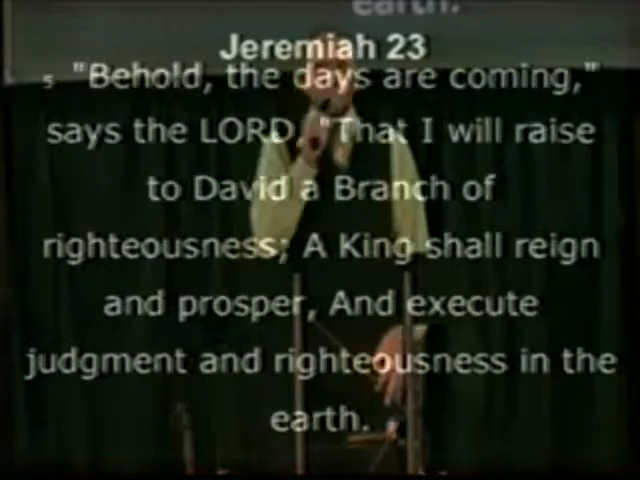 earth.
Jeremiah 23
5 "Behold, the days are coming,"
says the LORD, "That I will raise
to David a Branch of
righteousness; A King shall reign
and prosper, And execute
judgment and righteousness in the
earth.